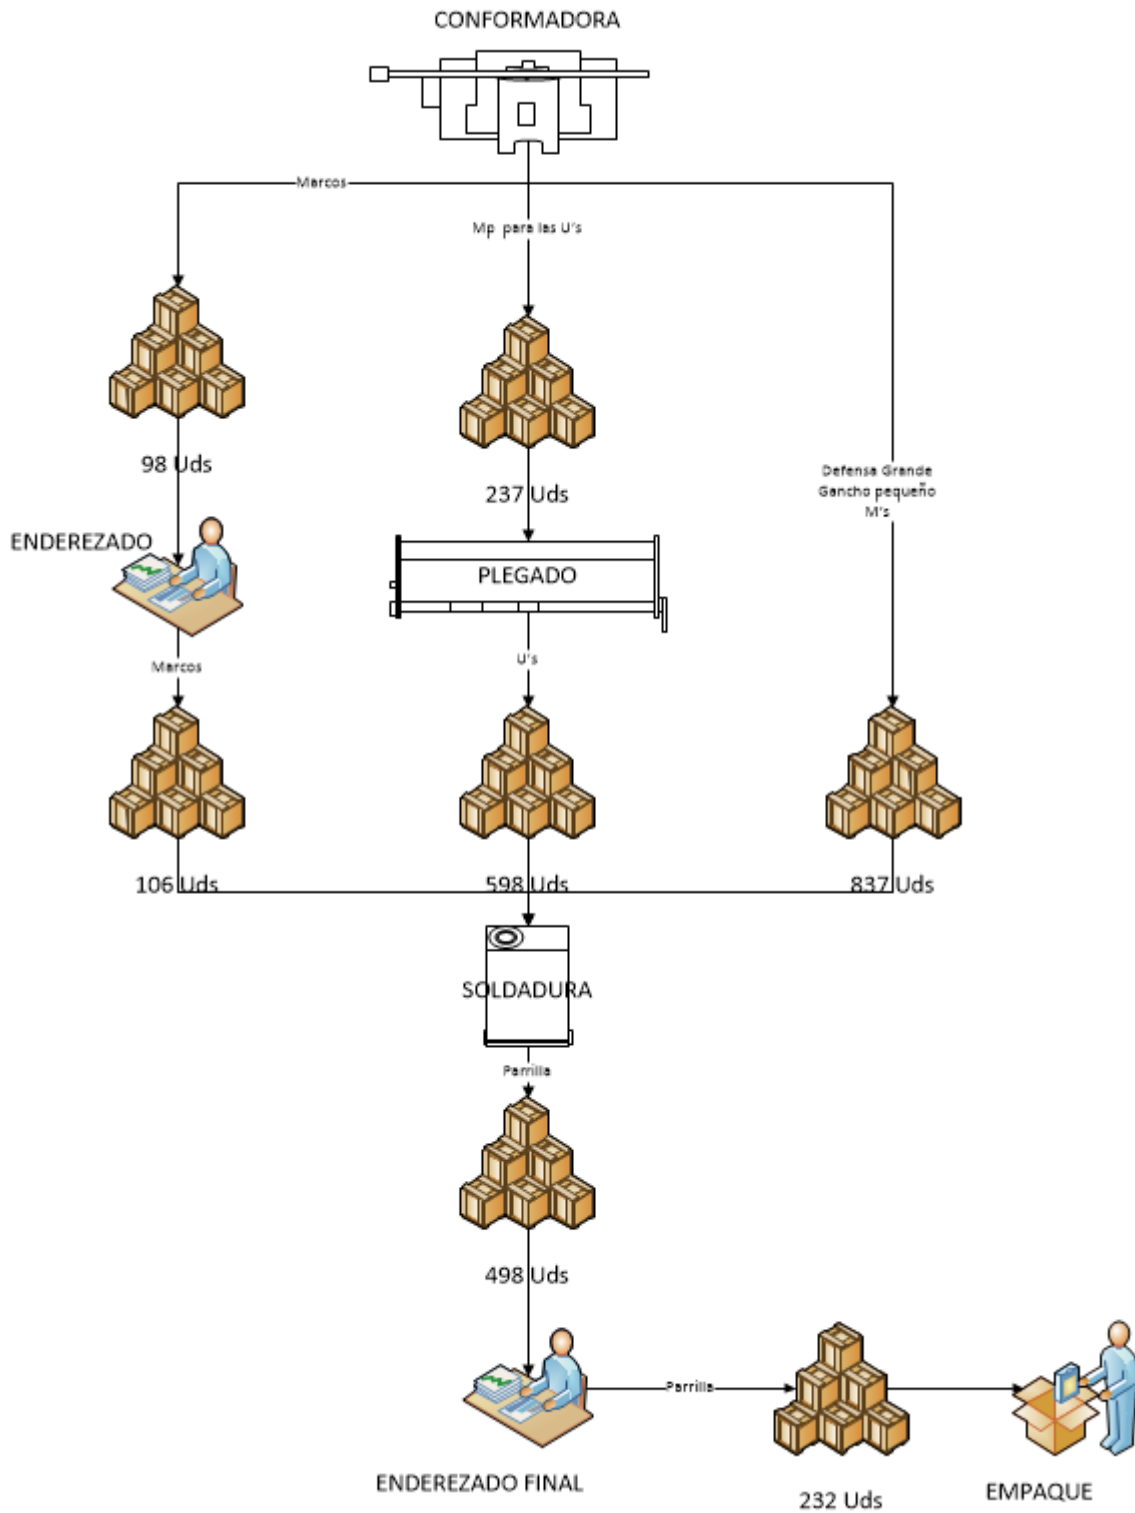 CONFORMADORA
Marcos
Mp para las U's
98 Uds
237 Uds
Defensa Grande
Gancho pequeño
M's
ENDEREZADO
PLEGADO
Marcos
U's
106 Uds
598 Uds
837 Uds
SOLDADURA
Parrilla
498 Uds
Parrilla
ENDEREZADO FINAL
232 Uds
EMPAQUE